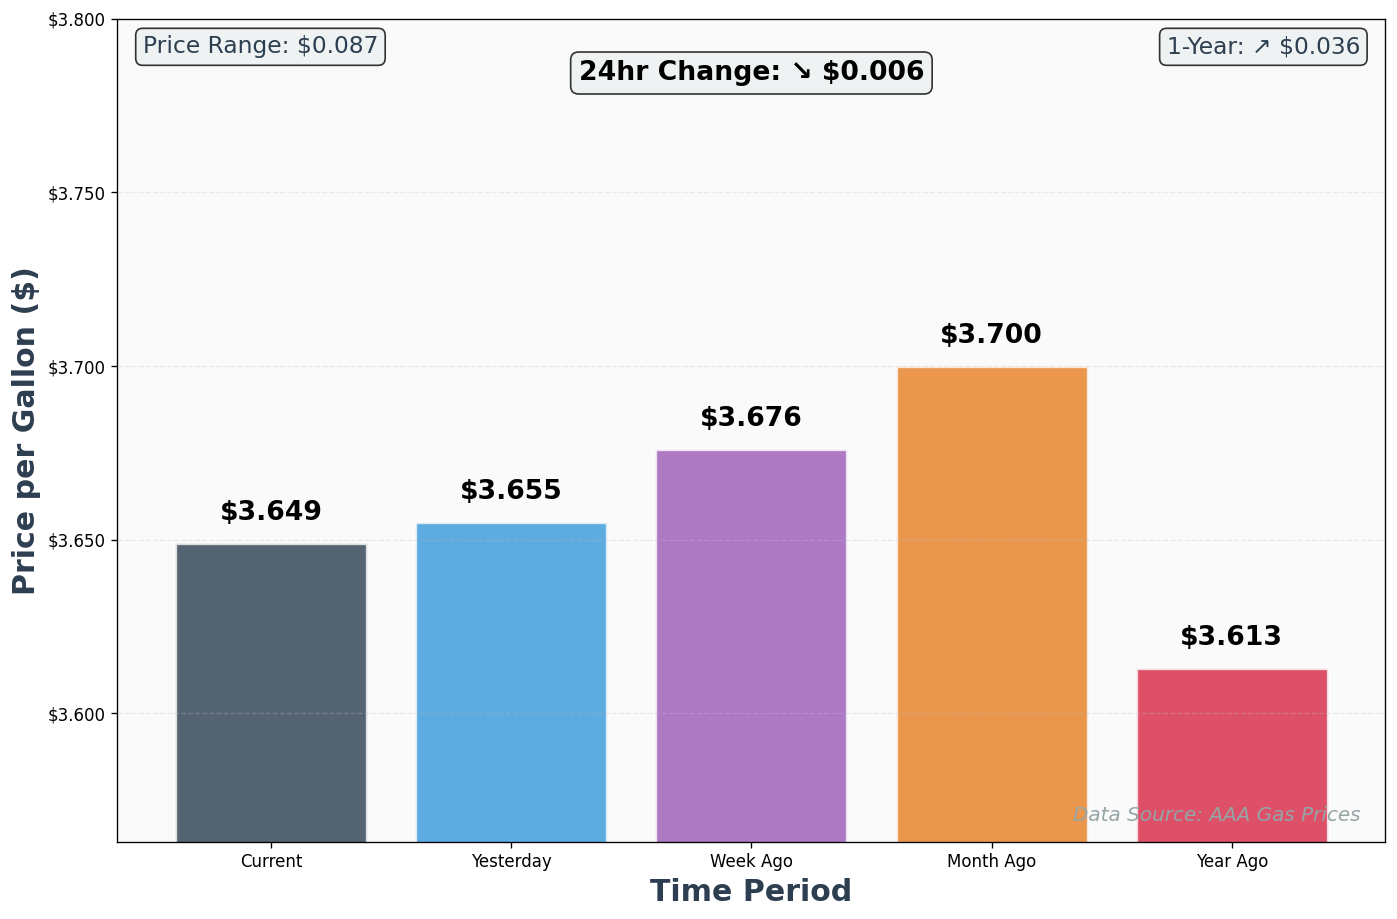 $3.800
Price Range: $0.087
24hr Change: ↘ $0.006
1-Year: ↗ $0.036
$3.750
$3.700
$3.650
$3.600
Price per Gallon ($)
$3.649
$3.655
$3.676
$3.700
$3.613
Data Source: AAA Gas Prices
Current
Yesterday
Week Ago
Month Ago
Year Ago
Time Period